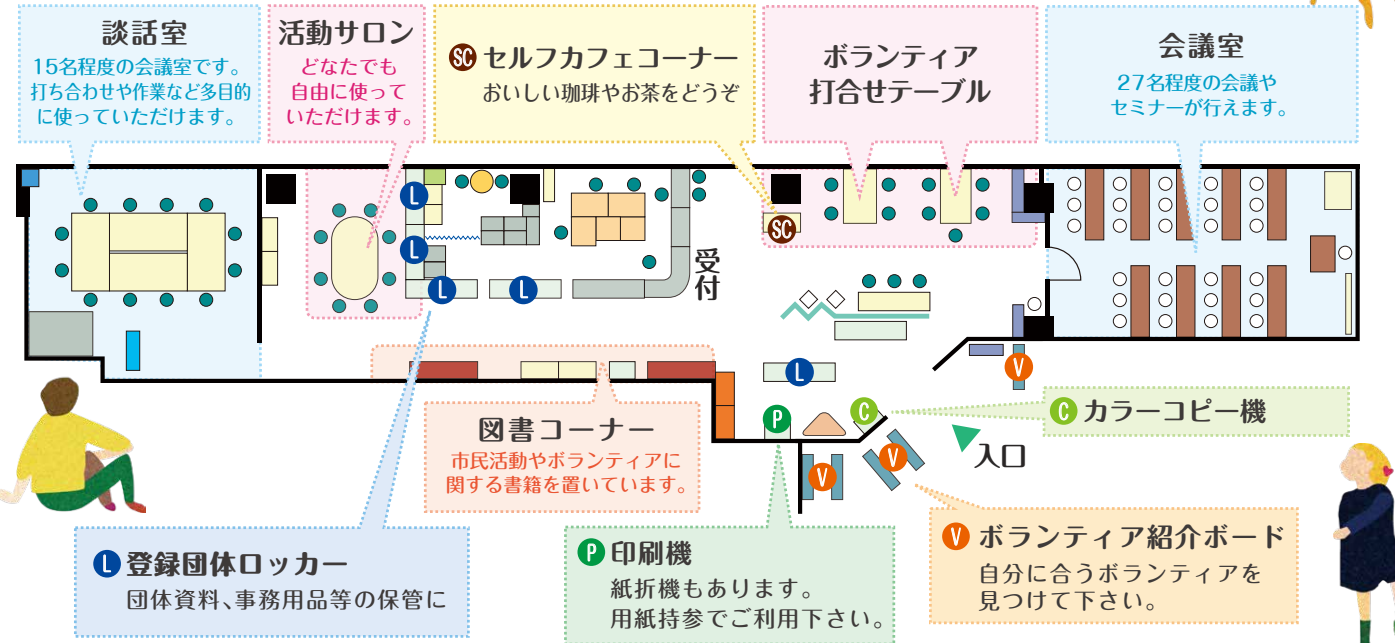 談話室
15名程度の会議室です。
打ち合わせや作業など多目的
に使っていただけます。
活動サロン
どなたでも
自由に使って
いただけます。
SC セルフカフェコーナー
おいしい珈琲やお茶をどうぞ
ボランティア
打合せテーブル
会議室
27名程度の会議や
セミナーが行えます。
L
L
L
L
SC
受付
L
V
P
C
V
V
入口
C カラーコピー機
図書コーナー
市民活動やボランティアに
関する書籍を置いています。
L 登録団体ロッカー
団体資料、事務用品等の保管に
P 印刷機
紙折機もあります。
用紙持参でご利用下さい。
V ボランティア紹介ボード
自分に合うボランティアを
見つけて下さい。